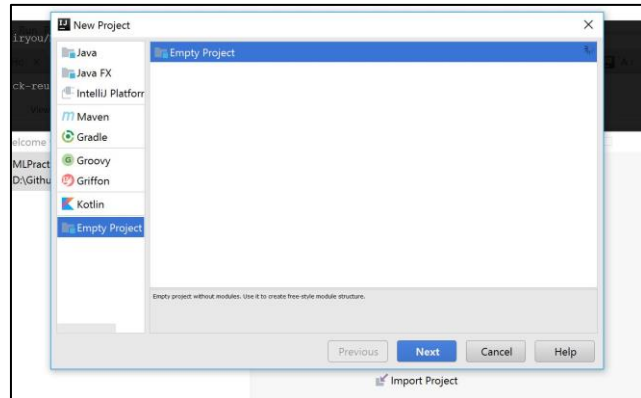 New Project
iryou/
ck-reu
elcome
MLPract
D:\Githu
Java
Java FX
IntelliJ Platforr
Maven
Gradle
Groovy
Griffon
Kotlin
Empty Project
Empty Project
Empty project without modules. Use it to create free-style module structure.
Previous
Next
Cancel
Help
Import Project